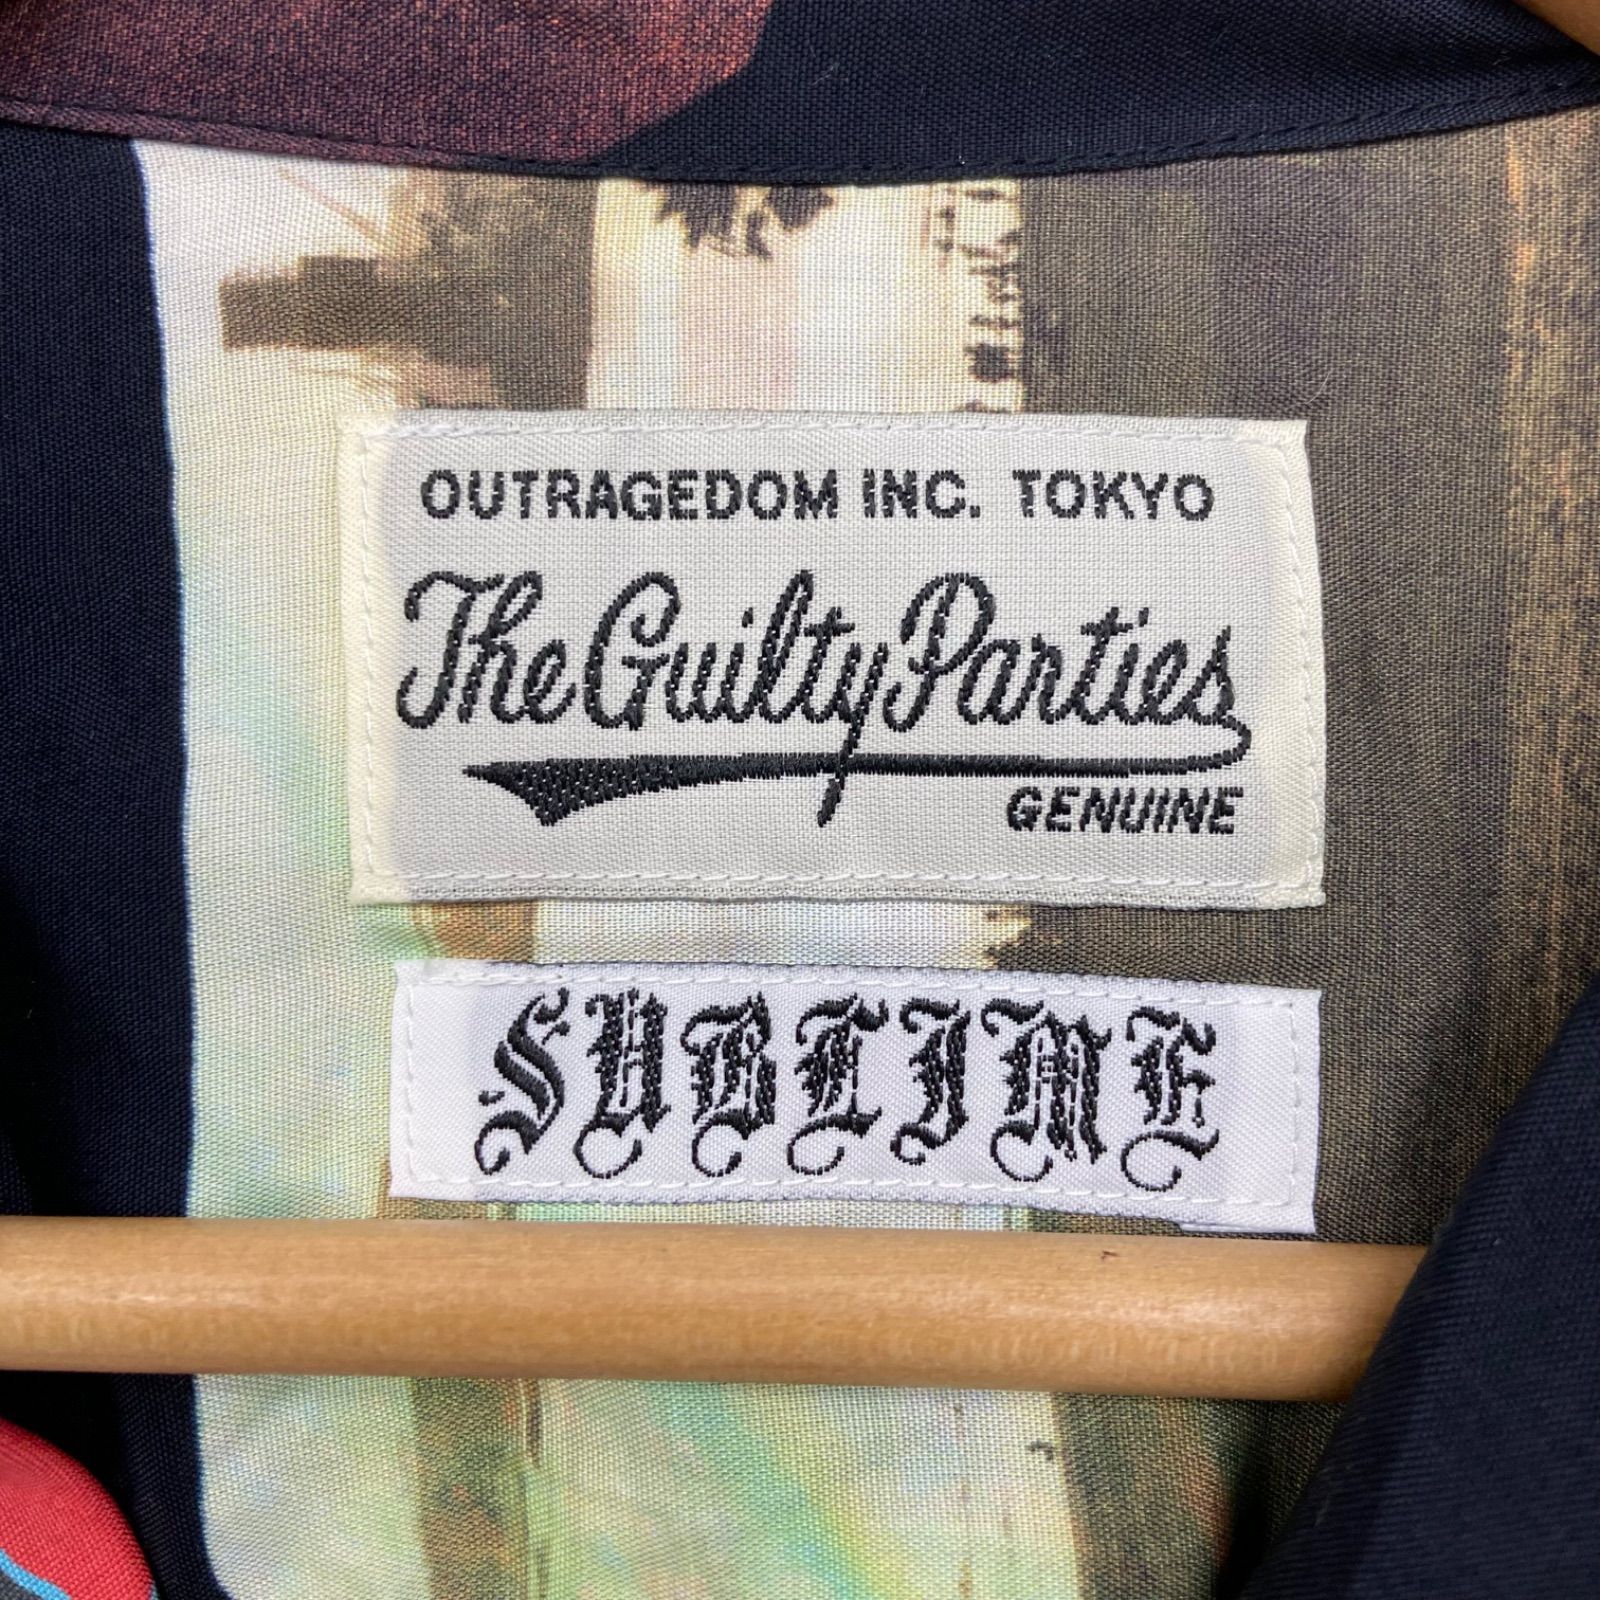 OUTRAGEDOM INC. TOKYO
The Guilty Parties
GENUINE
SUBLIME